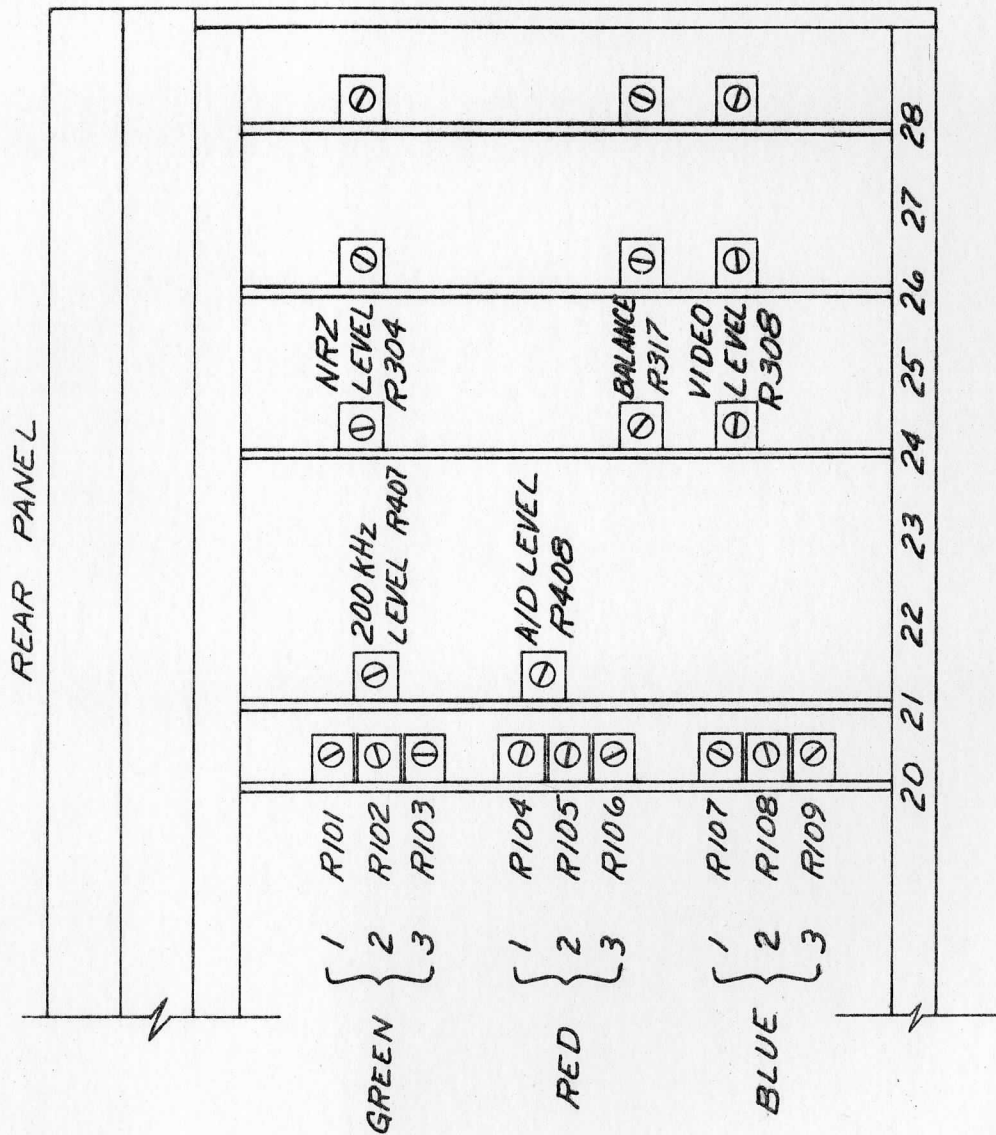 REAR PANEL
GREEN
1 R101
2 R102
3 R103
RED
1 R104
2 R105
3 R106
BLUE
1 R107
2 R108
3 R109
200 KHz
LEVEL R407
A/D LEVEL
R408
NRZ
LEVEL
R304
BALANCE
R317
VIDEO
LEVEL
R308
20 21 22 23 24 25 26 27 28